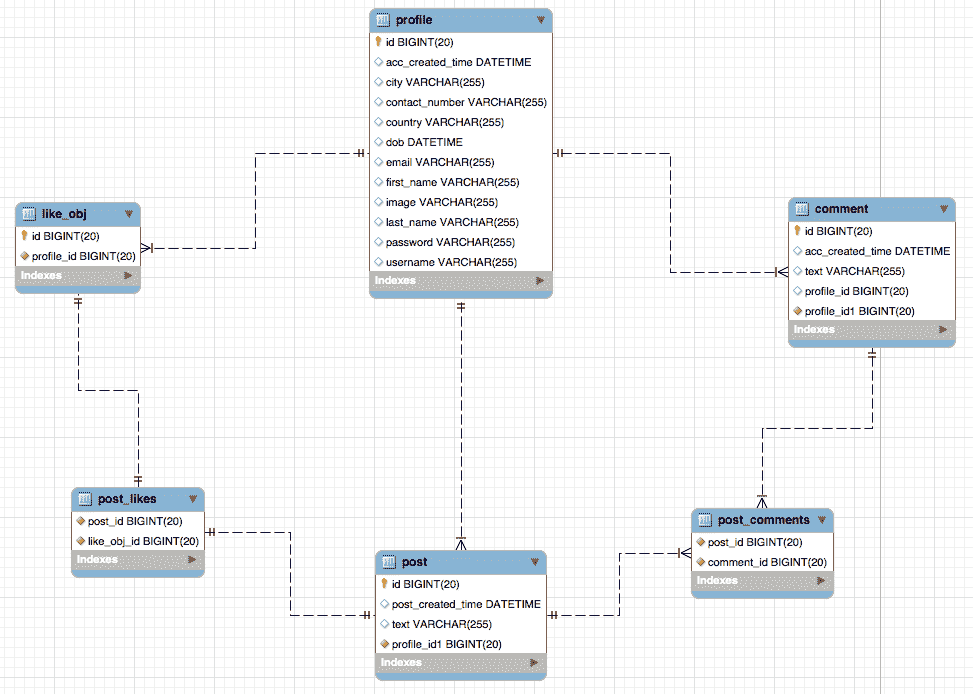 profile
id BIGINT(20)
acc_created_time DATETIME
city VARCHAR(255)
contact_number VARCHAR(255)
country VARCHAR(255)
dob DATETIME
email VARCHAR(255)
first_name VARCHAR(255)
image VARCHAR(255)
last_name VARCHAR(255)
password VARCHAR(255)
username VARCHAR(255)
Indexes
like_obj
id BIGINT(20)
profile_id BIGINT(20)
Indexes
comment
id BIGINT(20)
acc_created_time DATETIME
text VARCHAR(255)
profile_id BIGINT(20)
profile_id1 BIGINT(20)
Indexes
post_likes
post_id BIGINT(20)
like_obj_id BIGINT(20)
Indexes
post
id BIGINT(20)
post_created_time DATETIME
text VARCHAR(255)
profile_id1 BIGINT(20)
Indexes
post_comments
post_id BIGINT(20)
comment_id BIGINT(20)
Indexes